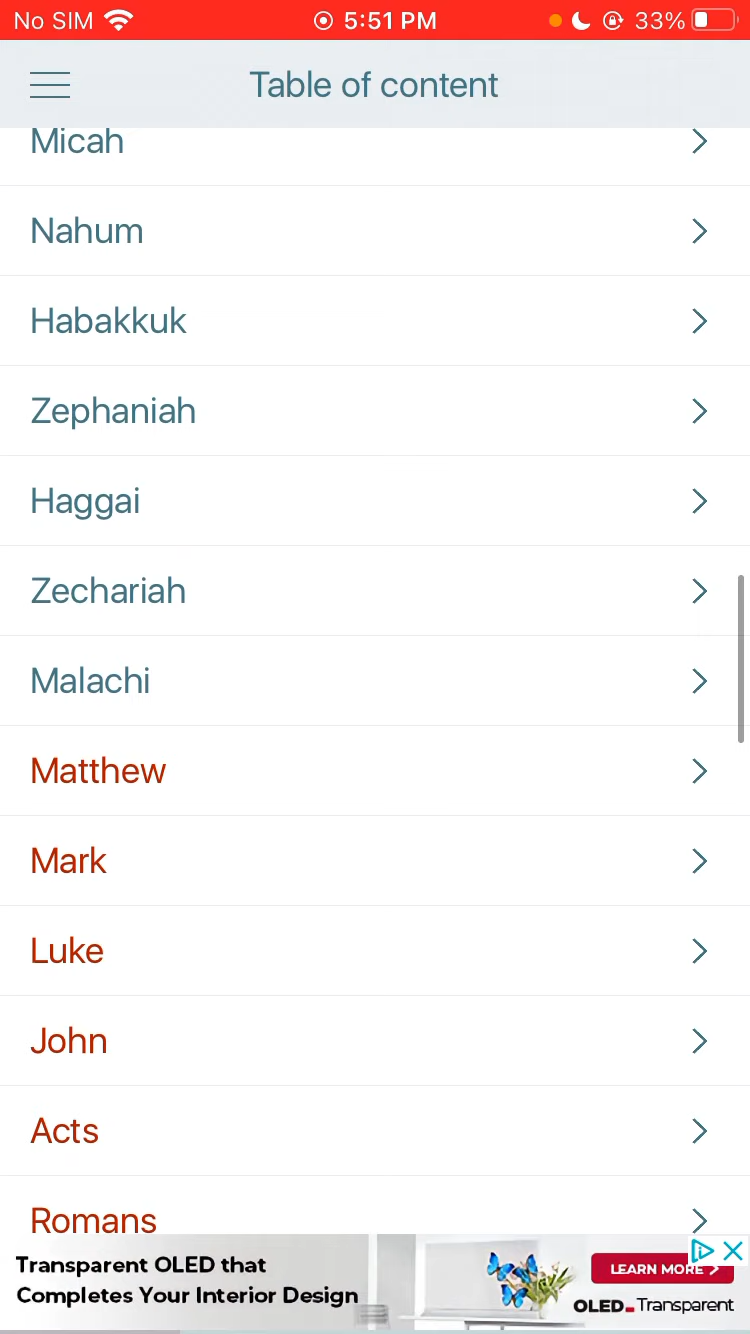 No SIM 5:51 PM 33%
Table of content
Micah
Nahum
Habakkuk
Zephaniah
Haggai
Zechariah
Malachi
Matthew
Mark
Luke
John
Acts
Romans
Transparent OLED that
Completes Your Interior Design
LEARN MORE
OLED Transparent